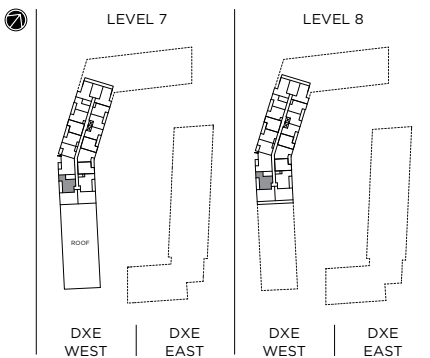 LEVEL 7
LEVEL 8
ROOF
DXE
WEST
DXE
EAST
DXE
WEST
DXE
EAST